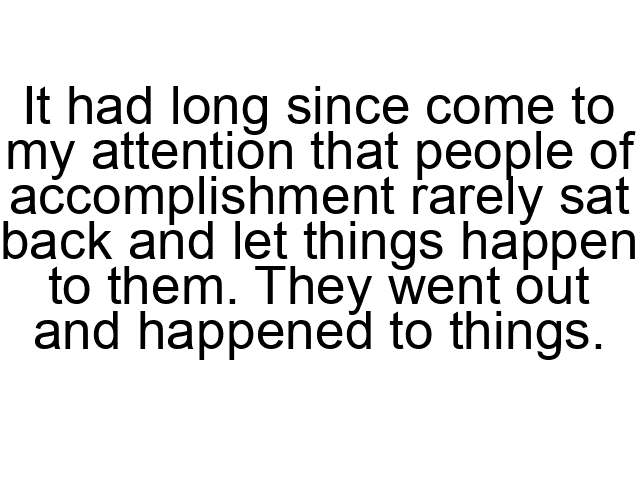 It had long since come to
my attention that people of
accomplishment rarely sat
back and let things happen
to them. They went out
and happened to things.